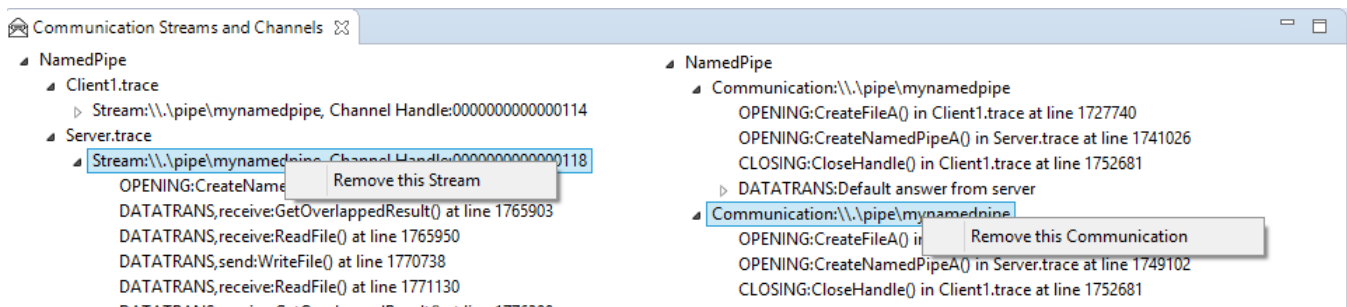 Communication Streams and Channels
NamedPipe
Client1.trace
Stream:\\.\pipe\mynamedpipe, Channel Handle:0000000000000114
Server.trace
Stream:\\.\pipe\mynamedpipe, Channel Handle:0000000000000118
Remove this Stream
OPENING:CreateName
DATATRANS,receive:GetOverlappedResult() at line 1765903
DATATRANS,receive:ReadFile() at line 1765950
DATATRANS,send:WriteFile() at line 1770738
DATATRANS,receive:ReadFile() at line 1771130
NamedPipe
Communication:\\.\pipe\mynamedpipe
OPENING:CreateFileA() in Client1.trace at line 1727740
OPENING:CreateNamedPipeA() in Server.trace at line 1741026
CLOSING:CloseHandle() in Client1.trace at line 1752681
DATATRANS:Default answer from server
Communication:\\.\pipe\mynamedpipe
Remove this Communication
OPENING:CreateFileA() i
OPENING:CreateNamedPipeA() in Server.trace at line 1749102
CLOSING:CloseHandle() in Client1.trace at line 1752681